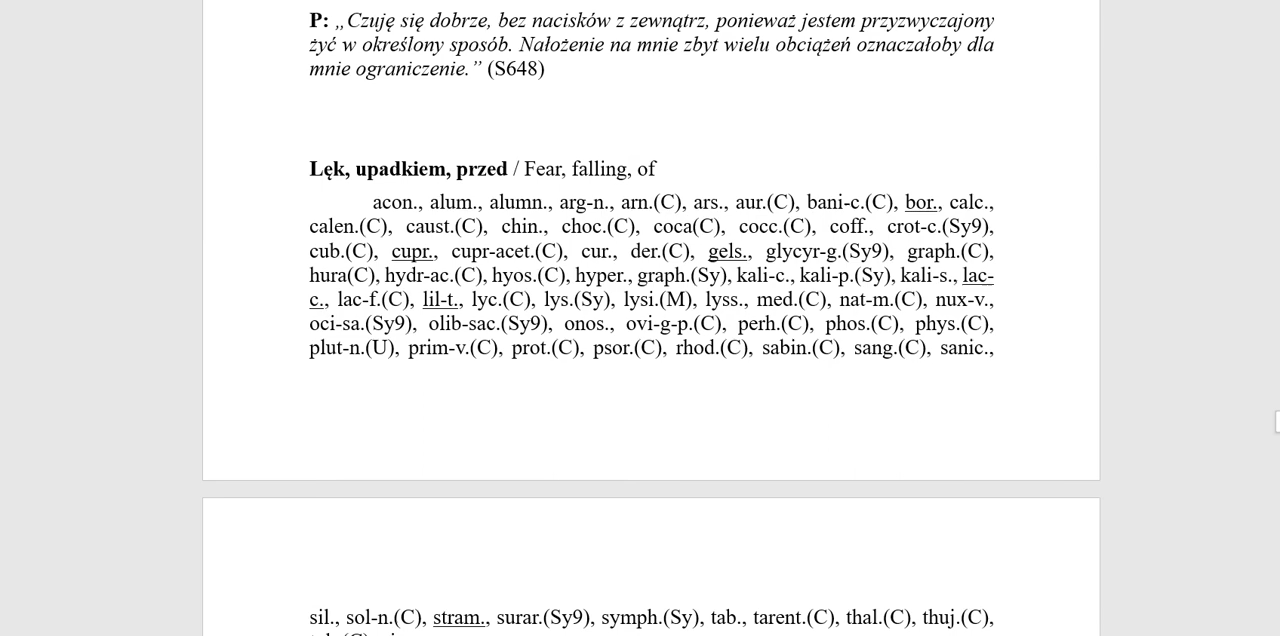 P: „Czuję się dobrze, bez nacisków z zewnątrz, ponieważ jestem przyzwyczajony
żyć w określony sposób. Nałożenie na mnie zbyt wielu obciążeń oznaczałoby dla
mnie ograniczenie.” (S648)
Lęk, upadkiem, przed / Fear, falling, of
acon., alum., alumn., arg-n., arn.(C), ars., aur.(C), bani-c.(C), bor., calc.,
calen.(C), caust.(C), chin., choc.(C), coca(C), cocc.(C), coff., crot-c.(Sy9),
cub.(C), cupr., cupr-acet.(C), cur., der.(C), gels., glycyr-g.(Sy9), graph.(C),
hura(C), hydr-ac.(C), hyos.(C), hyper., graph.(Sy), kali-c., kali-p.(Sy), kali-s., lac-
c., lac-f.(C), lil-t., lyc.(C), lys.(Sy), lysi.(M), lyss., med.(C), nat-m.(C), nux-v.,
oci-sa.(Sy9), olib-sac.(Sy9), onos., ovi-g-p.(C), perh.(C), phos.(C), phys.(C),
plut-n.(U), prim-v.(C), prot.(C), psor.(C), rhod.(C), sabin.(C), sang.(C), sanic.,
sil., sol-n.(C), stram., surar.(Sy9), symph.(Sy), tab., tarent.(C), thal.(C), thuj.(C),